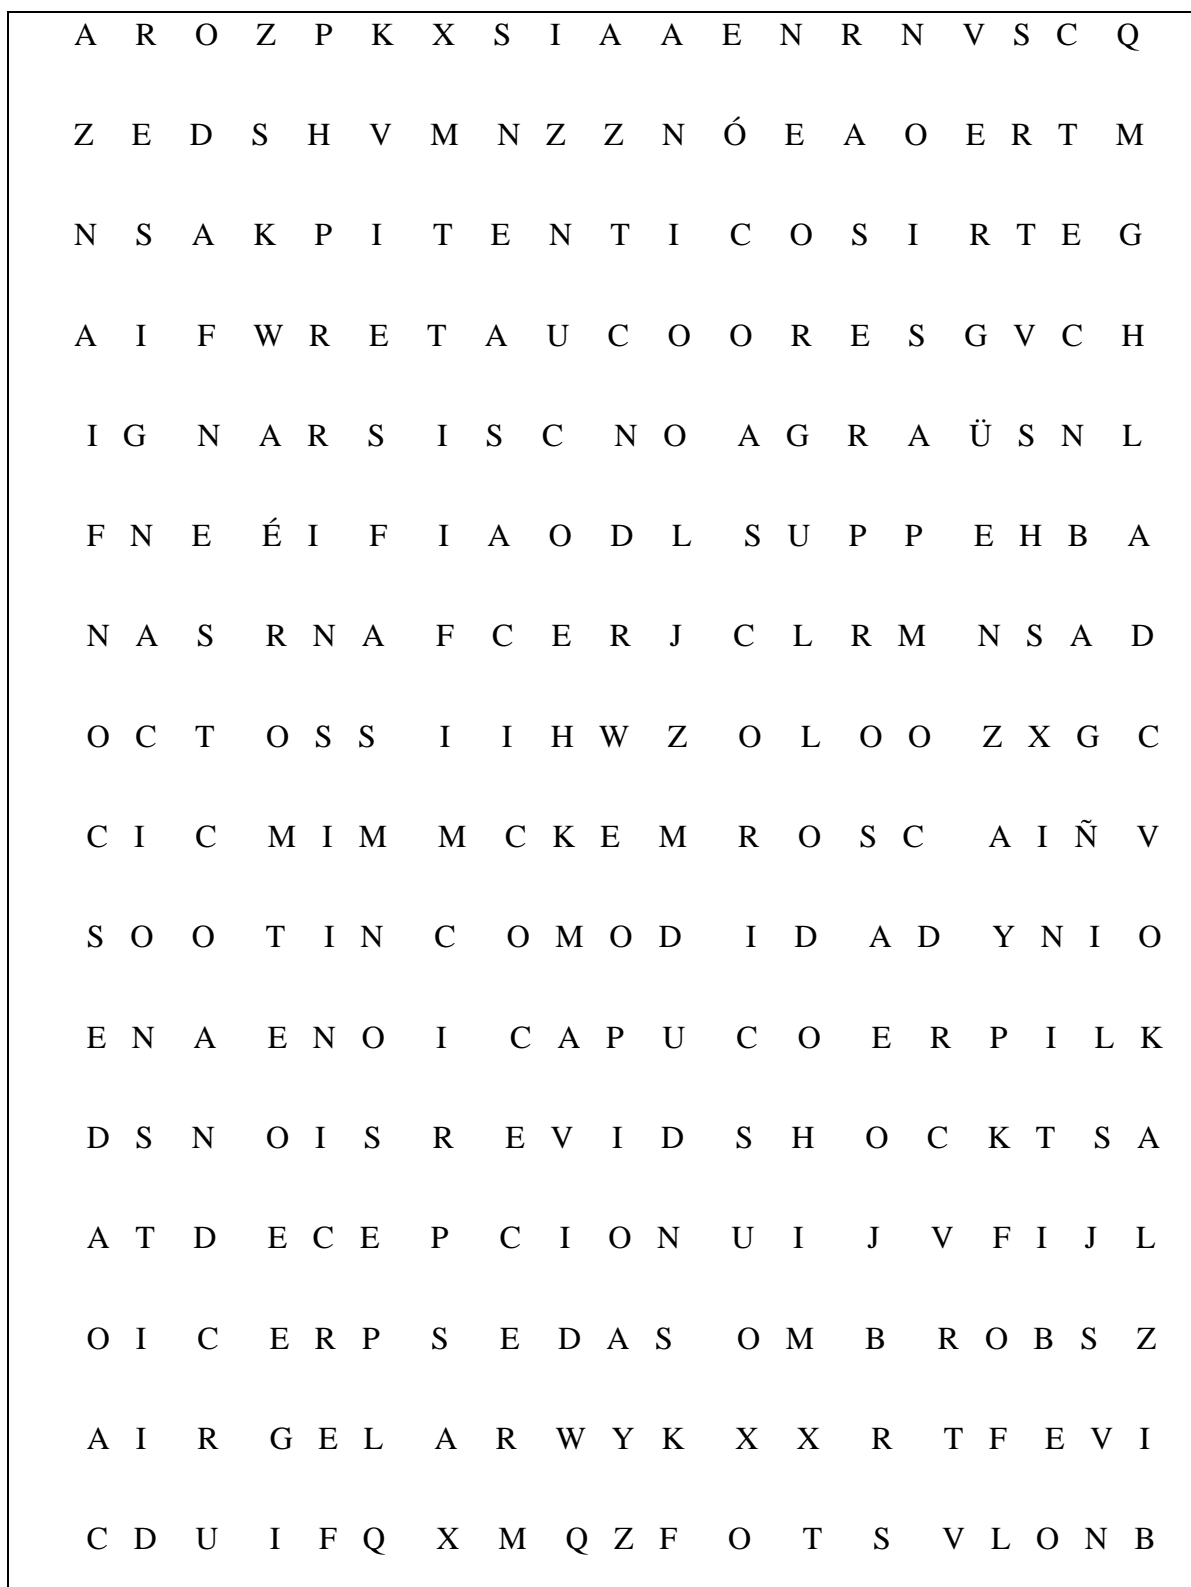 A R O Z P K X S I A A E N R N V S C Q
Z E D S H V M N Z Z N Ó E A O E R T M
N S A K P I T E N T I C O S I R T E G
A I F W R E T A U C O O R E S G V C H
I G N A R S I S C N O A G R A Ü S N L
F N E É I F I A O D L S U P P E H B A
N A S R N A F C E R J C L R M N S A D
O C T O S S I I H W Z O L O O Z X G C
C I C M I M M C K E M R O S C A I Ñ V
S O O T I N C O M O D I D A D Y N I O
E N A E N O I C A P U C O E R P I L K
D S N O I S R E V I D S H O C K T S A
A T D E C E P C I O N U I J V F I J L
O I C E R P S E D A S O M B R O B S Z
A I R G E L A R W Y K X X R T F E V I
C D U I F Q X M Q Z F O T S V L O N B